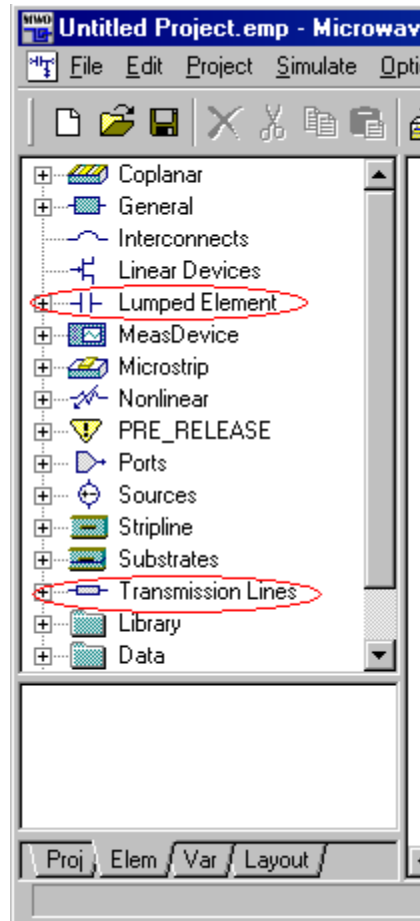 MWO Untitled Project.emp - Microwav
File Edit Project Simulate Opti
Coplanar
General
Interconnects
Linear Devices
Lumped Element
MeasDevice
Microstrip
Nonlinear
PRE_RELEASE
Ports
Sources
Stripline
Substrates
Transmission Lines
Library
Data
Proj Elem Var Layout